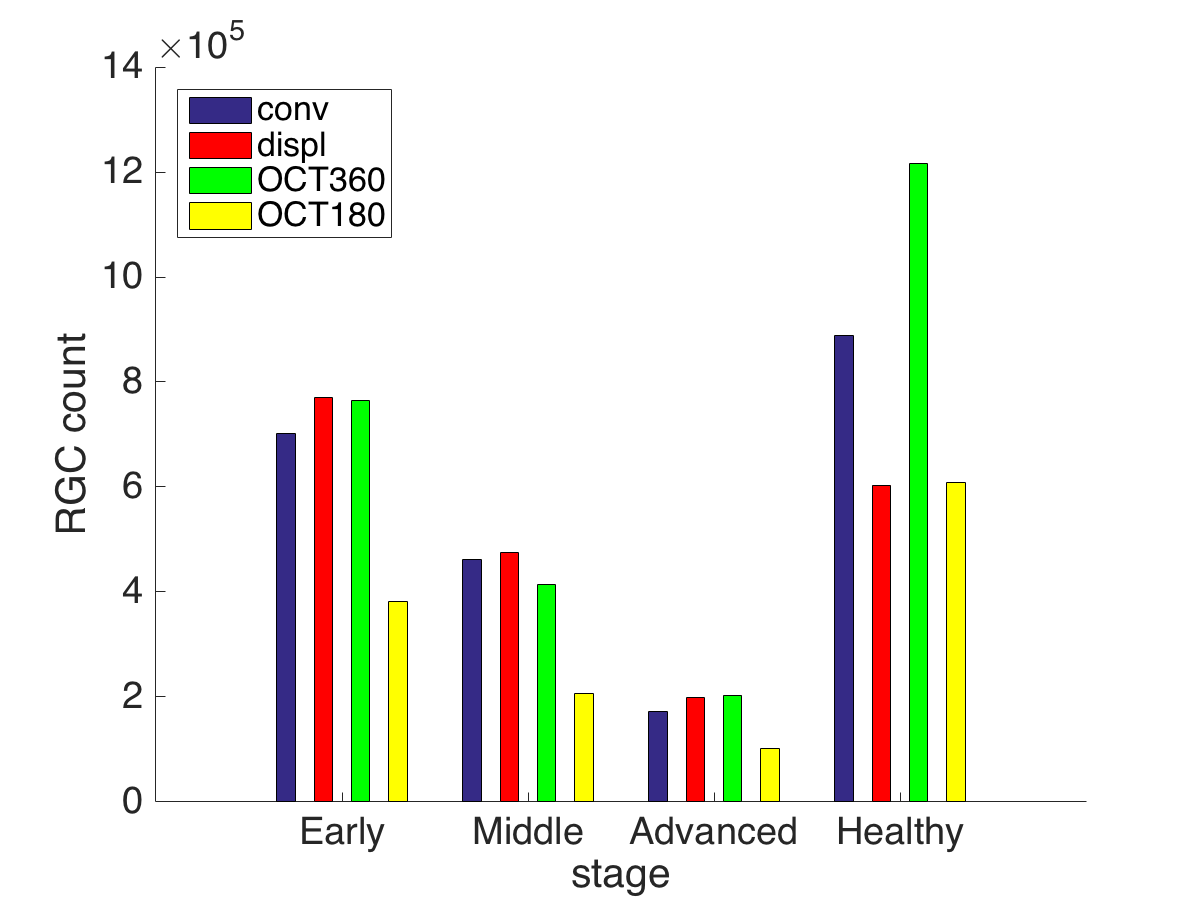 ×10^5
14
12
10
8
6
4
2
0
RGC count
conv
displ
OCT360
OCT180
Early Middle Advanced Healthy
stage